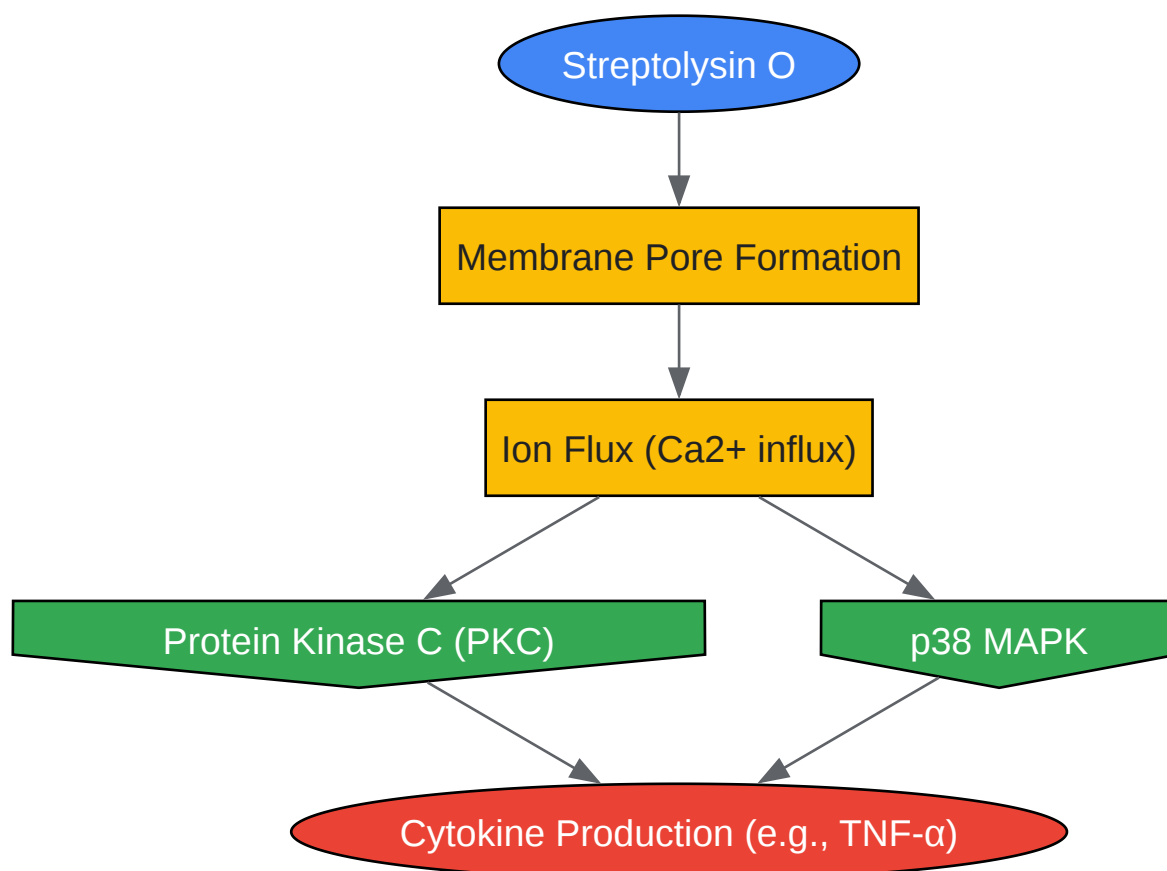 Streptolysin O
Membrane Pore Formation
Ion Flux (Ca2+ influx)
Protein Kinase C (PKC)
p38 MAPK
Cytokine Production (e.g., TNF-α)